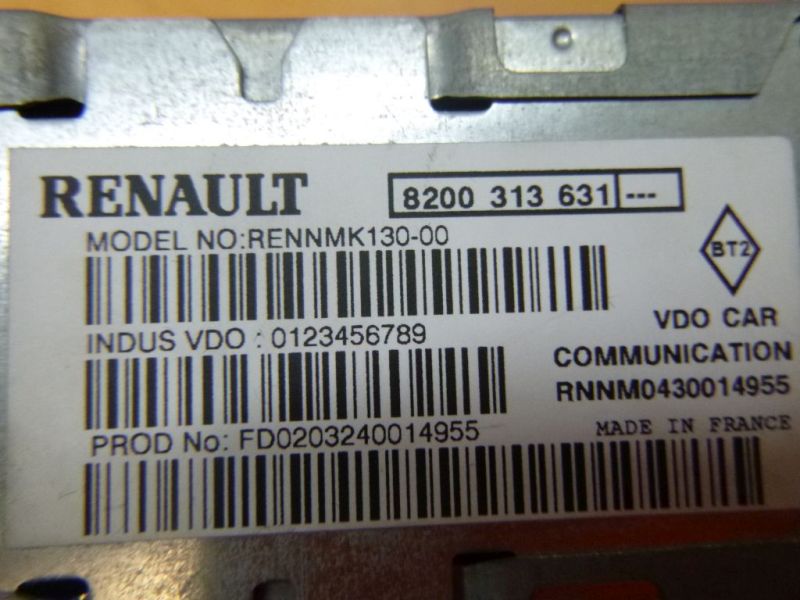 RENAULT 8200 313 631 ---
MODEL NO:RENNMK130-00
BT2
INDUS VDO : 0123456789
VDO CAR
COMMUNICATION
RNNM0430014955
PROD No: FD0203240014955
MADE IN FRANCE